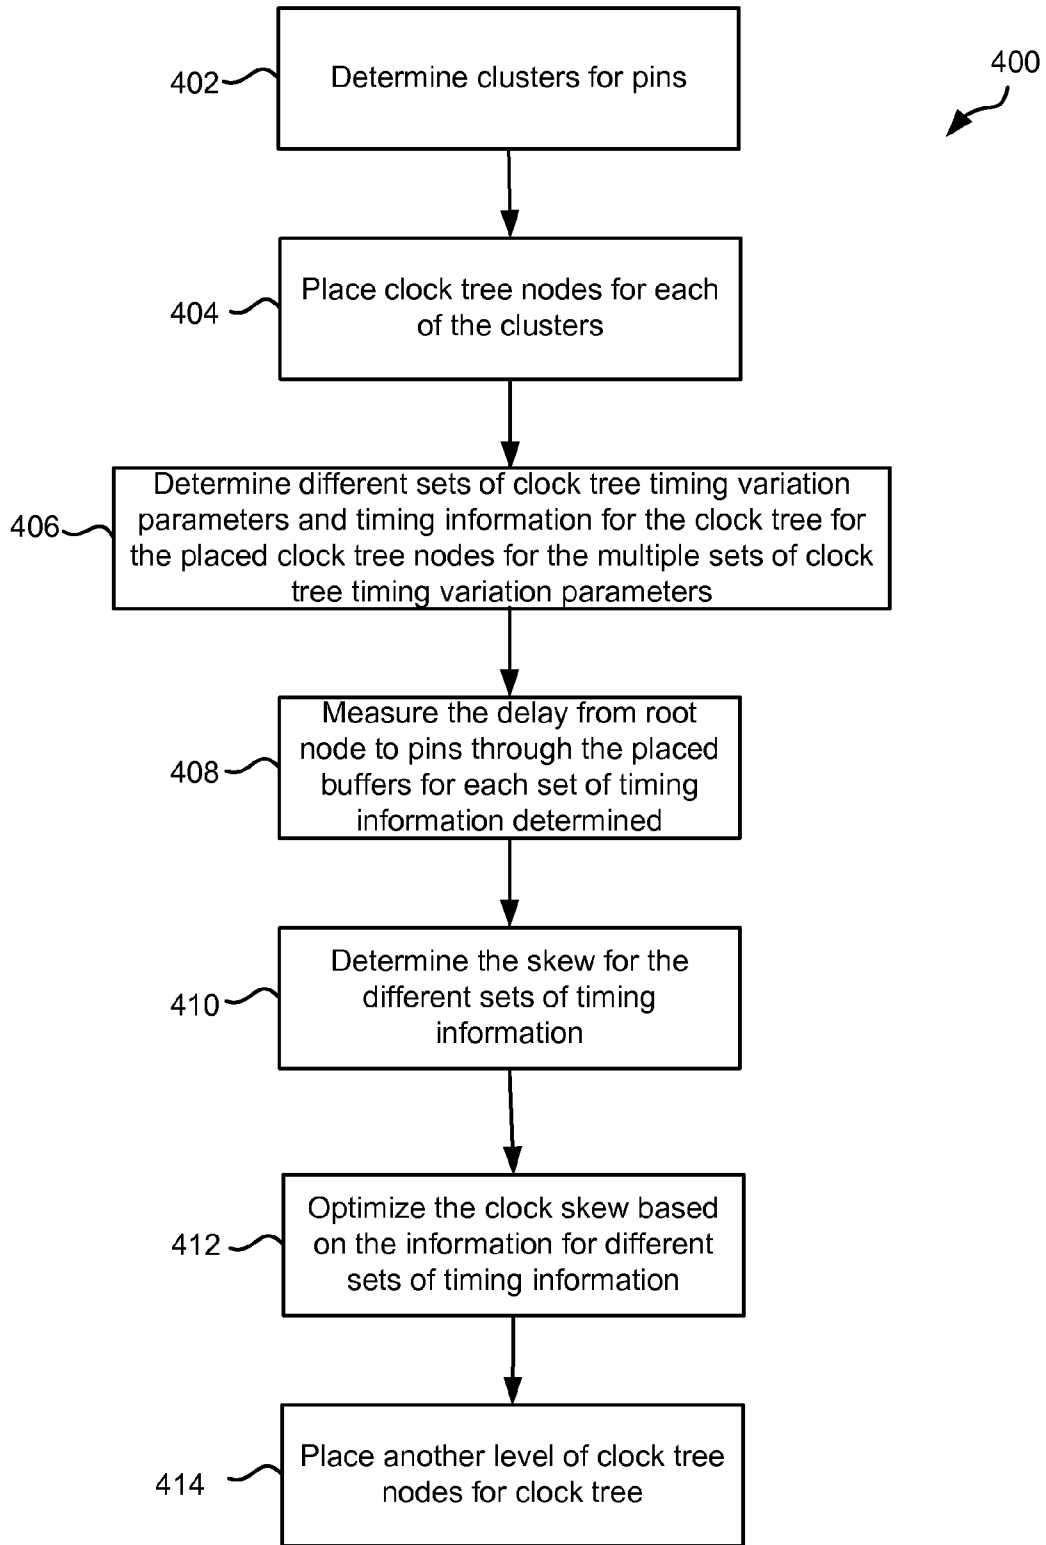 400
402
Determine clusters for pins
404
Place clock tree nodes for each
of the clusters
406
Determine different sets of clock tree timing variation
parameters and timing information for the clock tree for
the placed clock tree nodes for the multiple sets of clock
tree timing variation parameters
408
Measure the delay from root
node to pins through the placed
buffers for each set of timing
information determined
410
Determine the skew for the
different sets of timing
information
412
Optimize the clock skew based
on the information for different
sets of timing information
414
Place another level of clock tree
nodes for clock tree